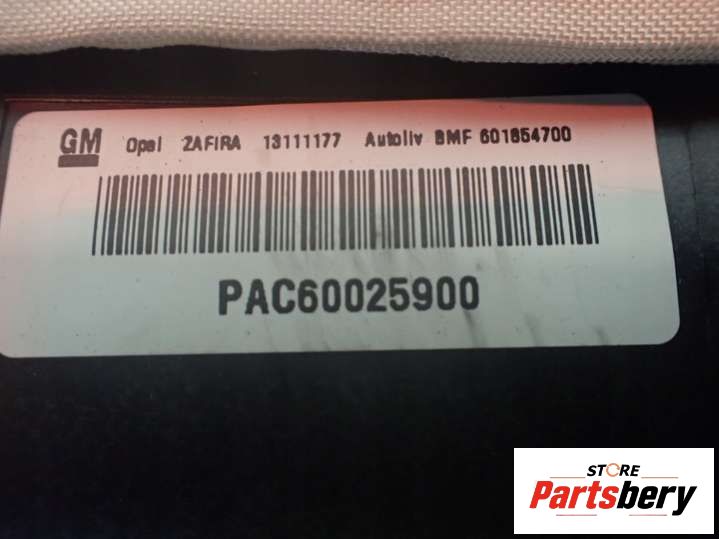 GM Opel ZAFIRA 13111177 Autoliv BMF 601854700
PAC60025900
STORE
Partsbery